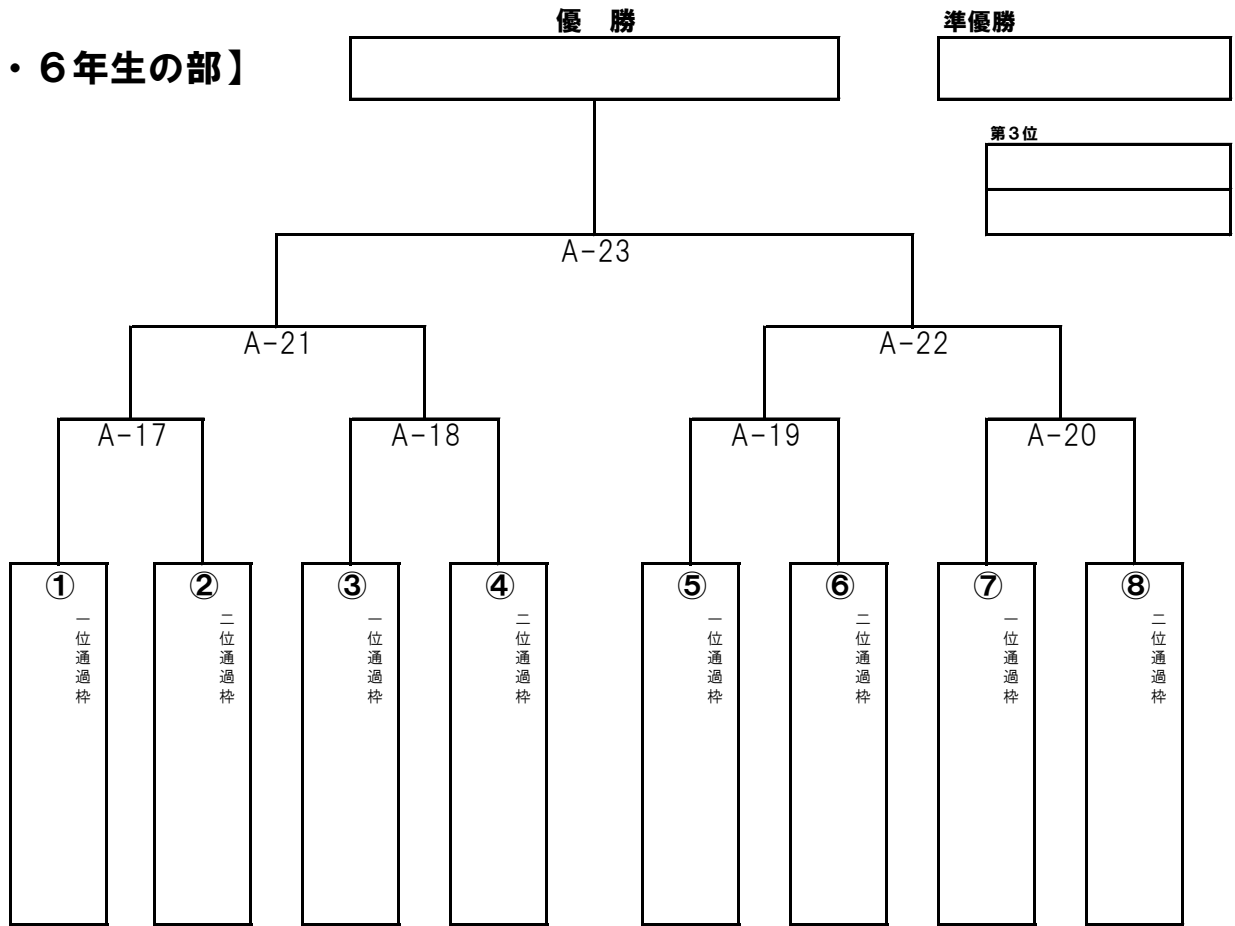 優　勝
準優勝
・６年生の部】
第３位
A-23
A-21
A-22
A-17
A-18
A-19
A-20
①
②
③
④
⑤
⑥
⑦
⑧
一位通過枠
二位通過枠
一位通過枠
二位通過枠
一位通過枠
二位通過枠
一位通過枠
二位通過枠